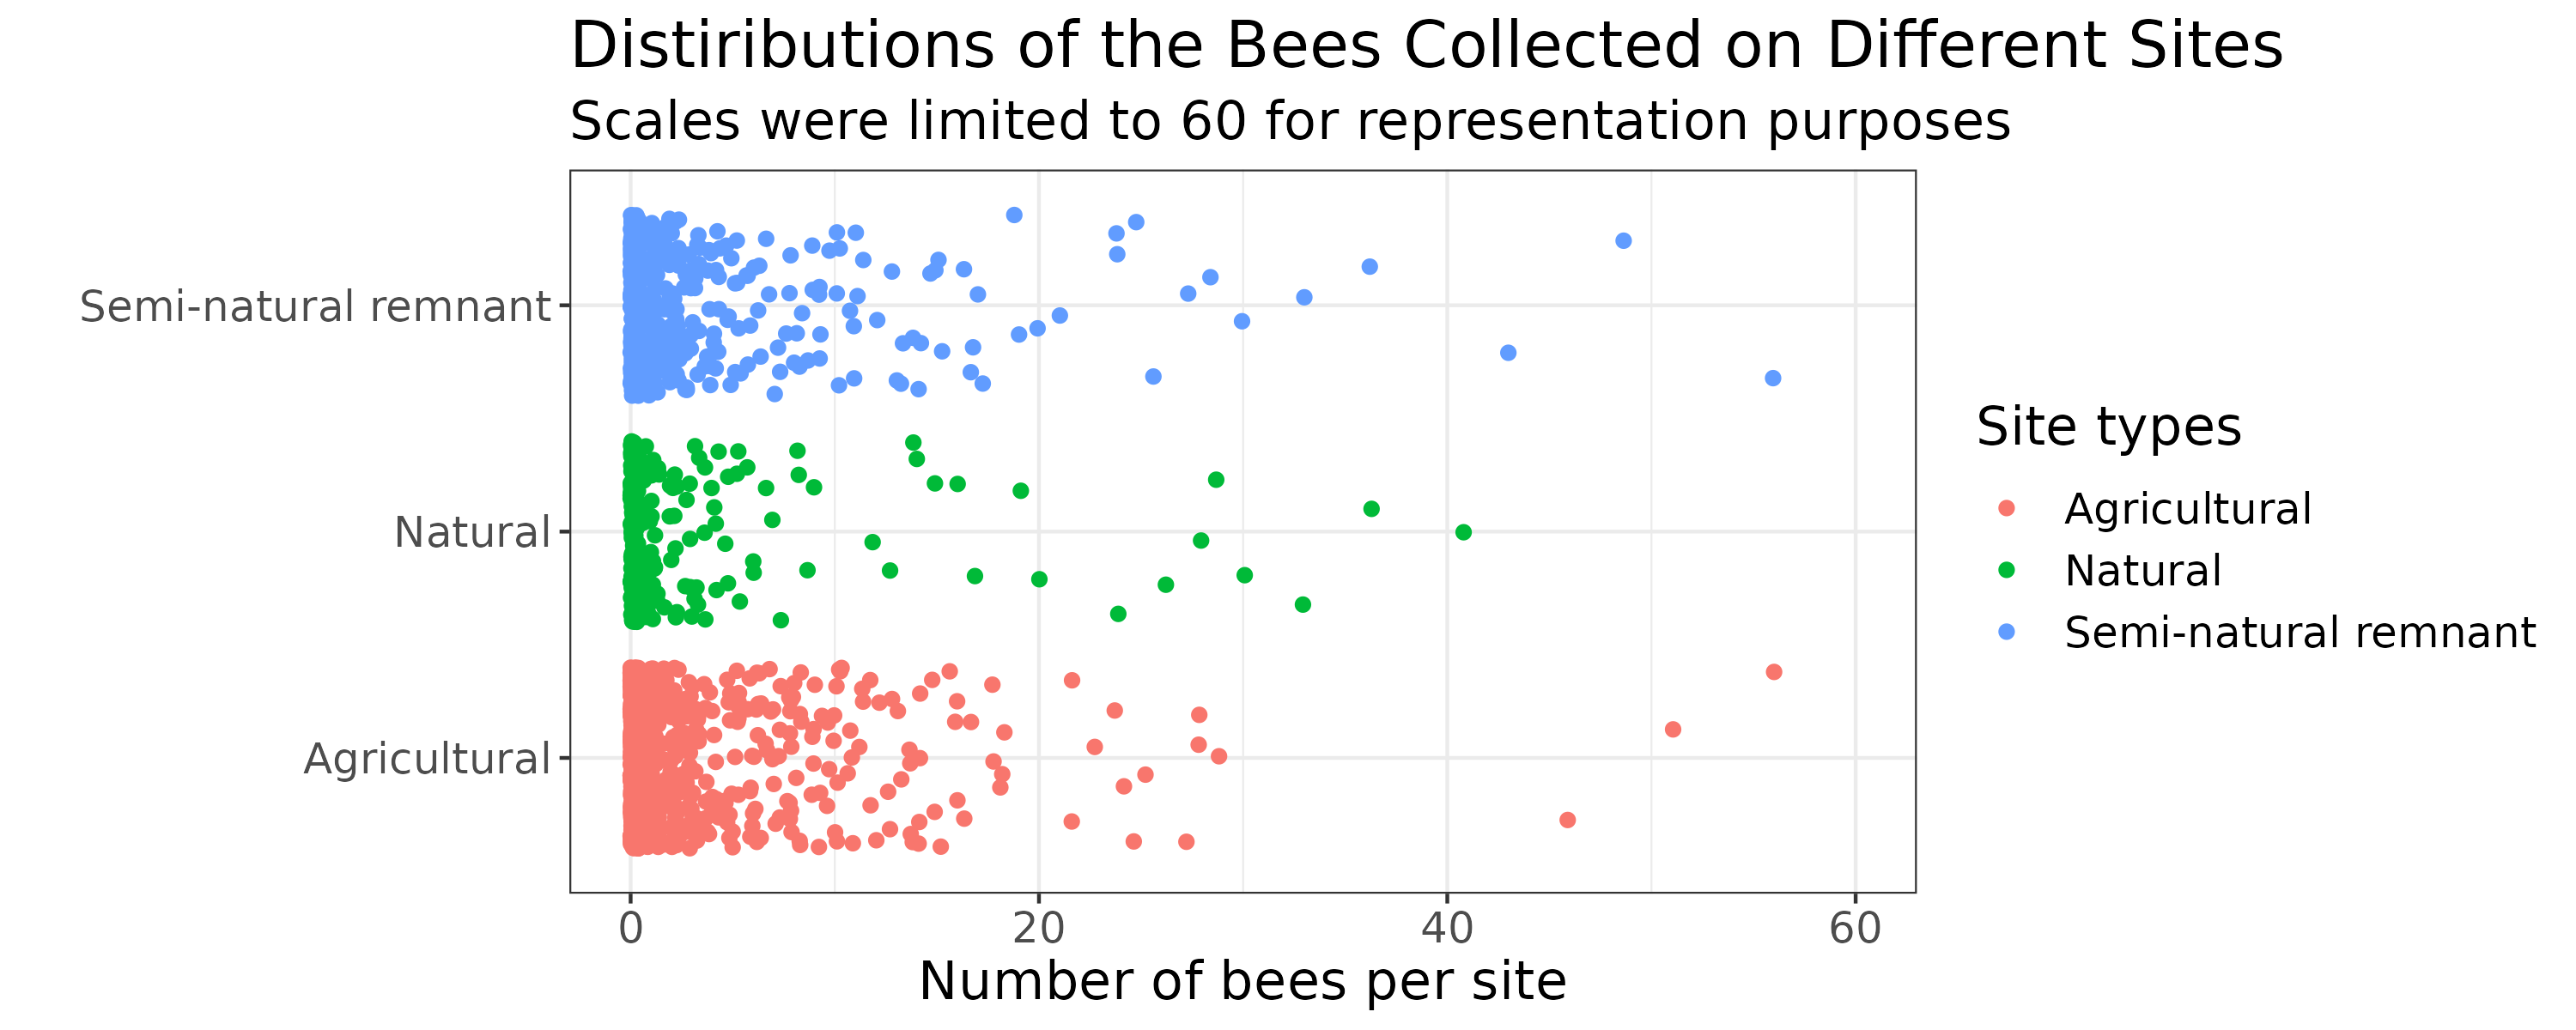 Distiributions of the Bees Collected on Different Sites
Scales were limited to 60 for representation purposes
Semi-natural remnant
Natural
Agricultural
0 20 40 60
Number of bees per site
Site types
Agricultural
Natural
Semi-natural remnant